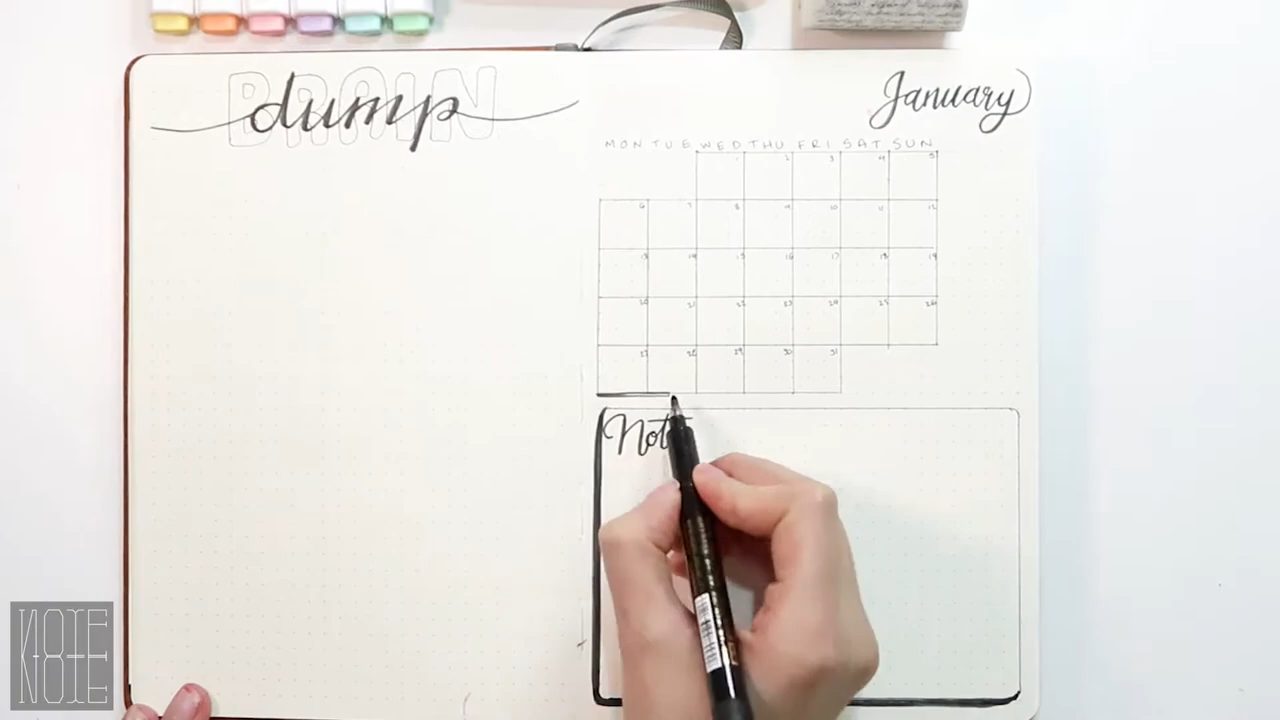 BRAIN
dump
January
MON TUE WED THU FRI SAT SUN
1 2 3 4 5
6 7 8 9 10 11 12
13 14 15 16 17 18 19
20 21 22 23 24 25 26
27 28 29 30 31
Not
NOTE
NOTE